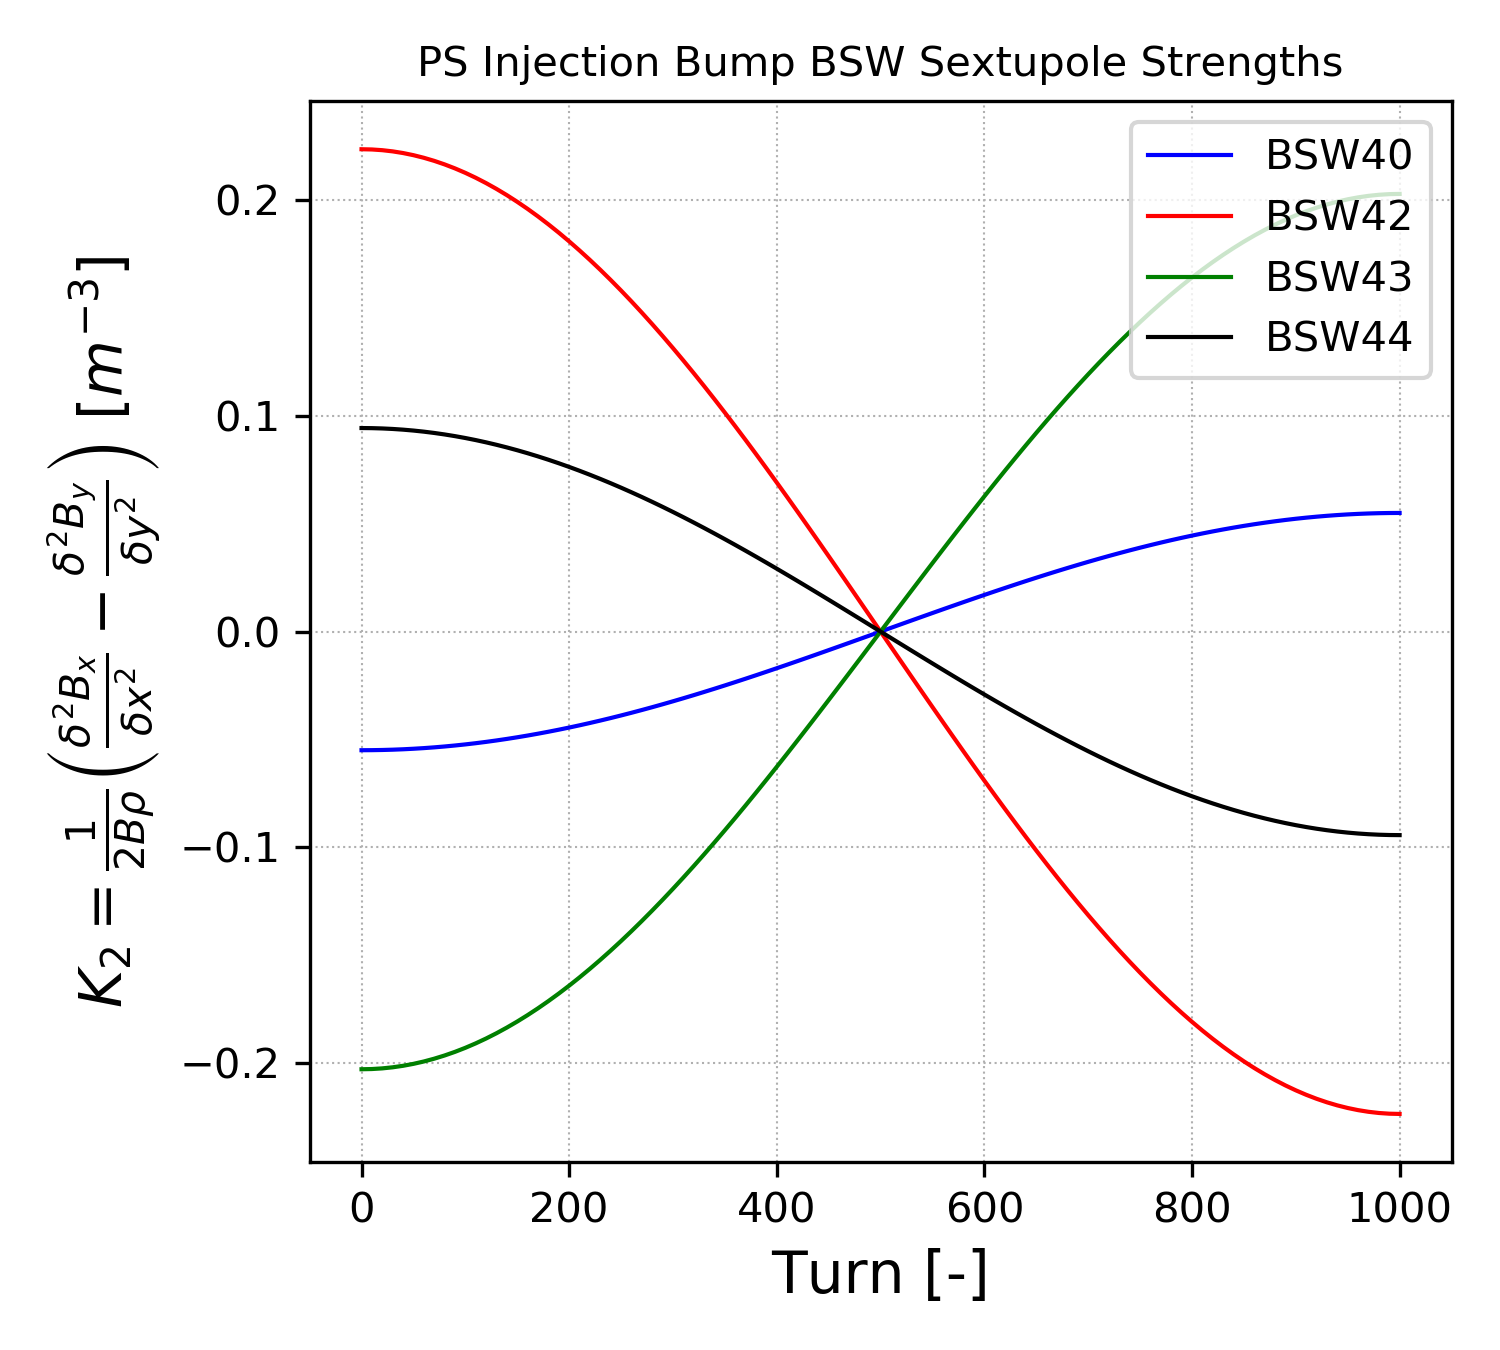 PS Injection Bump BSW Sextupole Strengths
K₂ = 1/(2Bρ) (δ²Bₓ/δx² − δ²B_y/δy²) [m⁻³]
0.2
0.1
0.0
−0.1
−0.2
BSW40
BSW42
BSW43
BSW44
0 200 400 600 800 1000
Turn [-]